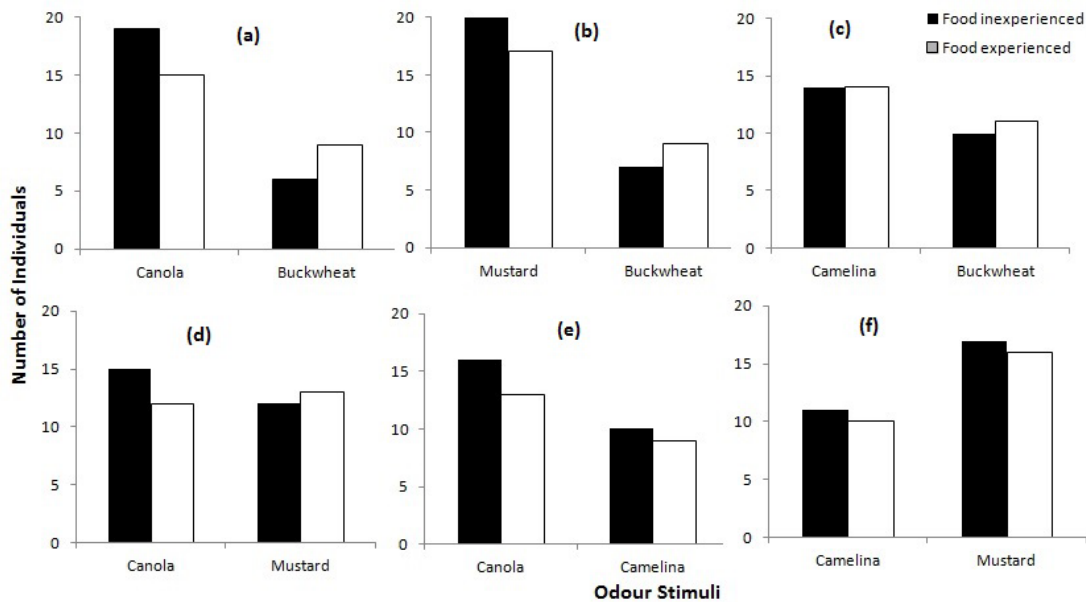 Number of Individuals
20
15
10
5
0
(a)
Canola Buckwheat
20
15
10
5
0
(b)
Mustard Buckwheat
20
15
10
5
0
(c)
Camelina Buckwheat
Food inexperienced
Food experienced
20
15
10
5
0
(d)
Canola Mustard
20
15
10
5
0
(e)
Canola Camelina
20
15
10
5
0
(f)
Camelina Mustard
Odour Stimuli